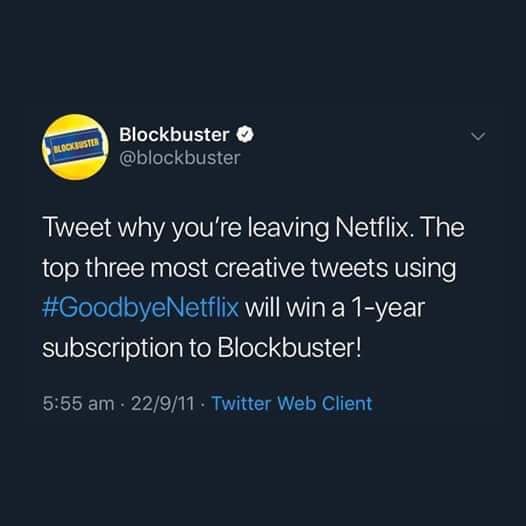 BLOCKBUSTER
Blockbuster
@blockbuster
Tweet why you're leaving Netflix. The
top three most creative tweets using
#GoodbyeNetflix will win a 1-year
subscription to Blockbuster!
5:55 am · 22/9/11 · Twitter Web Client